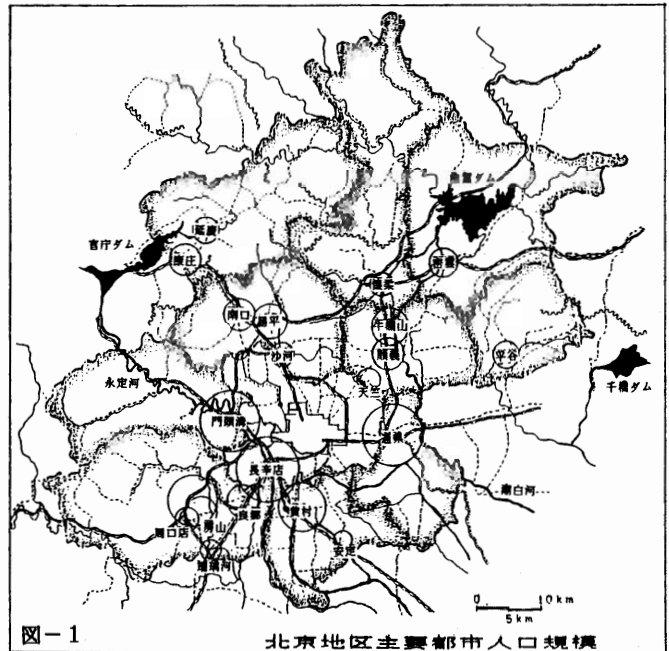 密雲ダム
延慶
官庁ダム
康庄
密雲
懐柔
南口
昌平
牛欄山
順義
沙河
平谷
天竺
千橋ダム
永定河
門頭溝
通県
長辛店
潮白河
良郷
黄村
房山
周口店
安定
琉璃河
0 10km
5km
図-1
北京地区主要都市人口規模